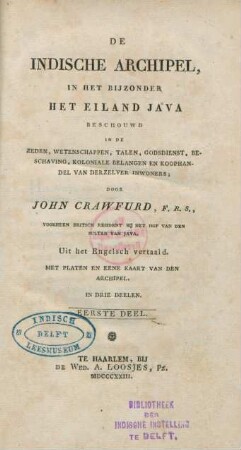 DE
INDISCHE ARCHIPEL,
IN HET BIJZONDER
HET EILAND JAVA
BESCHOUWD
IN DE
ZEDEN, WETENSCHAPPEN, TALEN, GODSDIENST, BE-
SCHAVING, KOLONIALE BELANGEN EN KOOPHAN-
DEL VAN DERZELVER INWONERS;
DOOR
JOHN CRAWFURD, F. R. S.,
VOORHEEN BRITSCH RESIDENT BIJ HET HOF VAN DEN
SULTAN VAN JAVA.
Uit het Engelsch vertaald.
MET PLATEN EN EENE KAART VAN DEN
ARCHIPEL.
IN DRIE DEELEN.
EERSTE DEEL.
INDISCH
DELFT
LEESMUSEUM
TE HAARLEM, BIJ
DE WED. A. LOOSJES, Pz.
MDCCCXXIII.
BIBLIOTHEEK
DER
INDISCHE INSTELLING
TE DELFT.